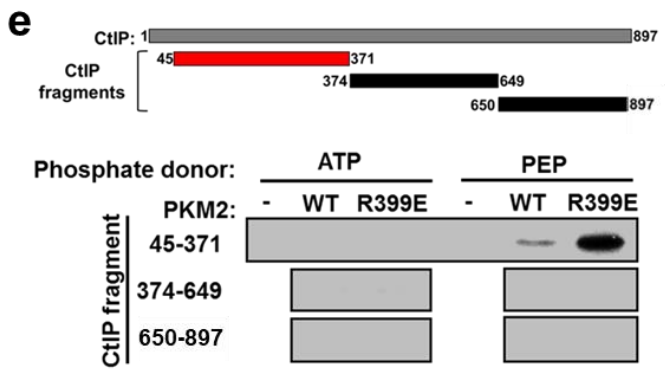 e
CtIP: 1 897
CtIP fragments
45 371
374 649
650 897
Phosphate donor: ATP PEP
PKM2: - WT R399E - WT R399E
CtIP fragment
45-371
374-649
650-897